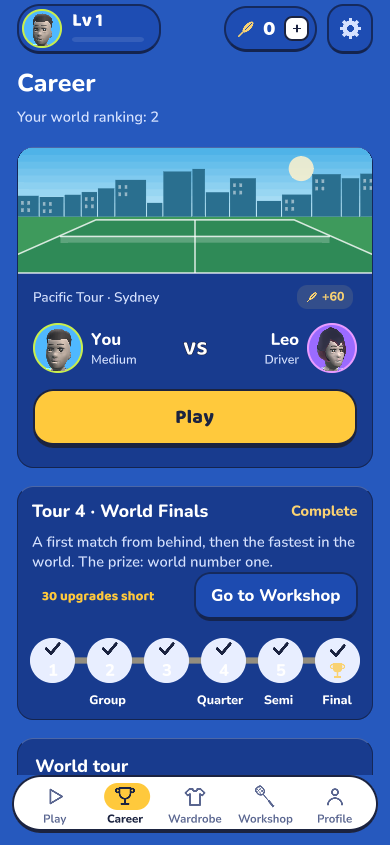 Lv 1
0
+
Career
Your world ranking: 2
Pacific Tour · Sydney
+60
You
Medium
VS
Leo
Driver
Play
Tour 4 · World Finals
Complete
A first match from behind, then the fastest in the
world. The prize: world number one.
30 upgrades short
Go to Workshop
1
2
3
4
5
Group
Quarter
Semi
Final
World tour
Play
Career
Wardrobe
Workshop
Profile